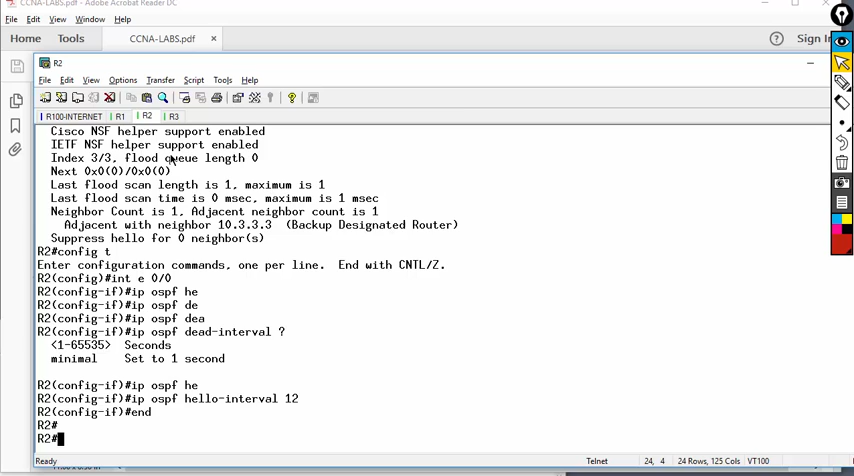 CCNA-LABS.pdf - Adobe Acrobat Reader DC
File Edit View Window Help
Home Tools CCNA-LABS.pdf × ? Sign In
R2
File Edit View Options Transfer Script Tools Help
R100-INTERNET R1 R2 R3
Cisco NSF helper support enabled
IETF NSF helper support enabled
Index 3/3, flood queue length 0
Next 0x0(0)/0x0(0)
Last flood scan length is 1, maximum is 1
Last flood scan time is 0 msec, maximum is 1 msec
Neighbor Count is 1, Adjacent neighbor count is 1
Adjacent with neighbor 10.3.3.3 (Backup Designated Router)
Suppress hello for 0 neighbor(s)
R2#config t
Enter configuration commands, one per line. End with CNTL/Z.
R2(config)#int e 0/0
R2(config-if)#ip ospf he
R2(config-if)#ip ospf de
R2(config-if)#ip ospf dea
R2(config-if)#ip ospf dead-interval ?
<1-65535> Seconds
minimal Set to 1 second
R2(config-if)#ip ospf he
R2(config-if)#ip ospf hello-interval 12
R2(config-if)#end
R2#
R2#
Ready Telnet 24, 4 24 Rows, 125 Cols VT100